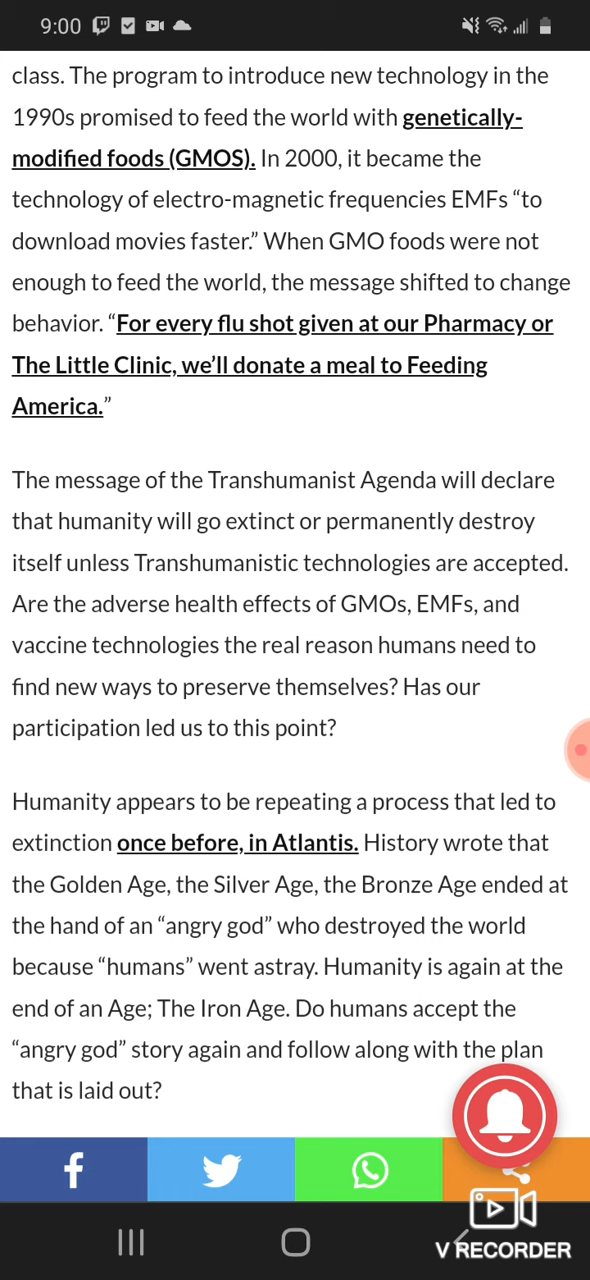 9:00
class. The program to introduce new technology in the
1990s promised to feed the world with genetically-
modified foods (GMOS). In 2000, it became the
technology of electro-magnetic frequencies EMFs “to
download movies faster.” When GMO foods were not
enough to feed the world, the message shifted to change
behavior. “For every flu shot given at our Pharmacy or
The Little Clinic, we’ll donate a meal to Feeding
America.”
The message of the Transhumanist Agenda will declare
that humanity will go extinct or permanently destroy
itself unless Transhumanistic technologies are accepted.
Are the adverse health effects of GMOs, EMFs, and
vaccine technologies the real reason humans need to
find new ways to preserve themselves? Has our
participation led us to this point?
Humanity appears to be repeating a process that led to
extinction once before, in Atlantis. History wrote that
the Golden Age, the Silver Age, the Bronze Age ended at
the hand of an “angry god” who destroyed the world
because “humans” went astray. Humanity is again at the
end of an Age; The Iron Age. Do humans accept the
“angry god” story again and follow along with the plan
that is laid out?
V RECORDER